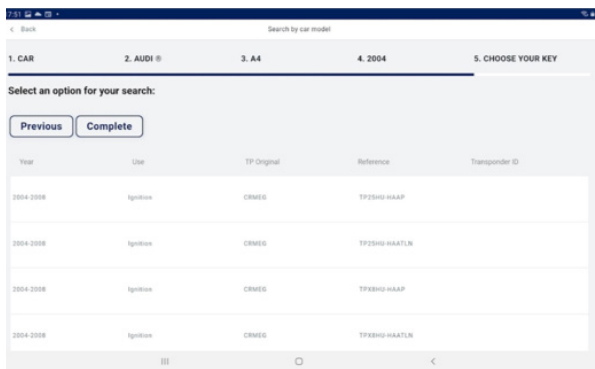 7:51
< Back
Search by car model
1. CAR 2. AUDI ® 3. A4 4. 2004 5. CHOOSE YOUR KEY
Select an option for your search:
Previous Complete
Year Use TP Original Reference Transponder ID
2004-2008 Ignition CRMEG TP25HU-HAAP
2004-2008 Ignition CRMEG TP25HU-HAATLN
2004-2008 Ignition CRMEG TPX8HU-HAAP
2004-2008 Ignition CRMEG TPX8HU-HAATLN